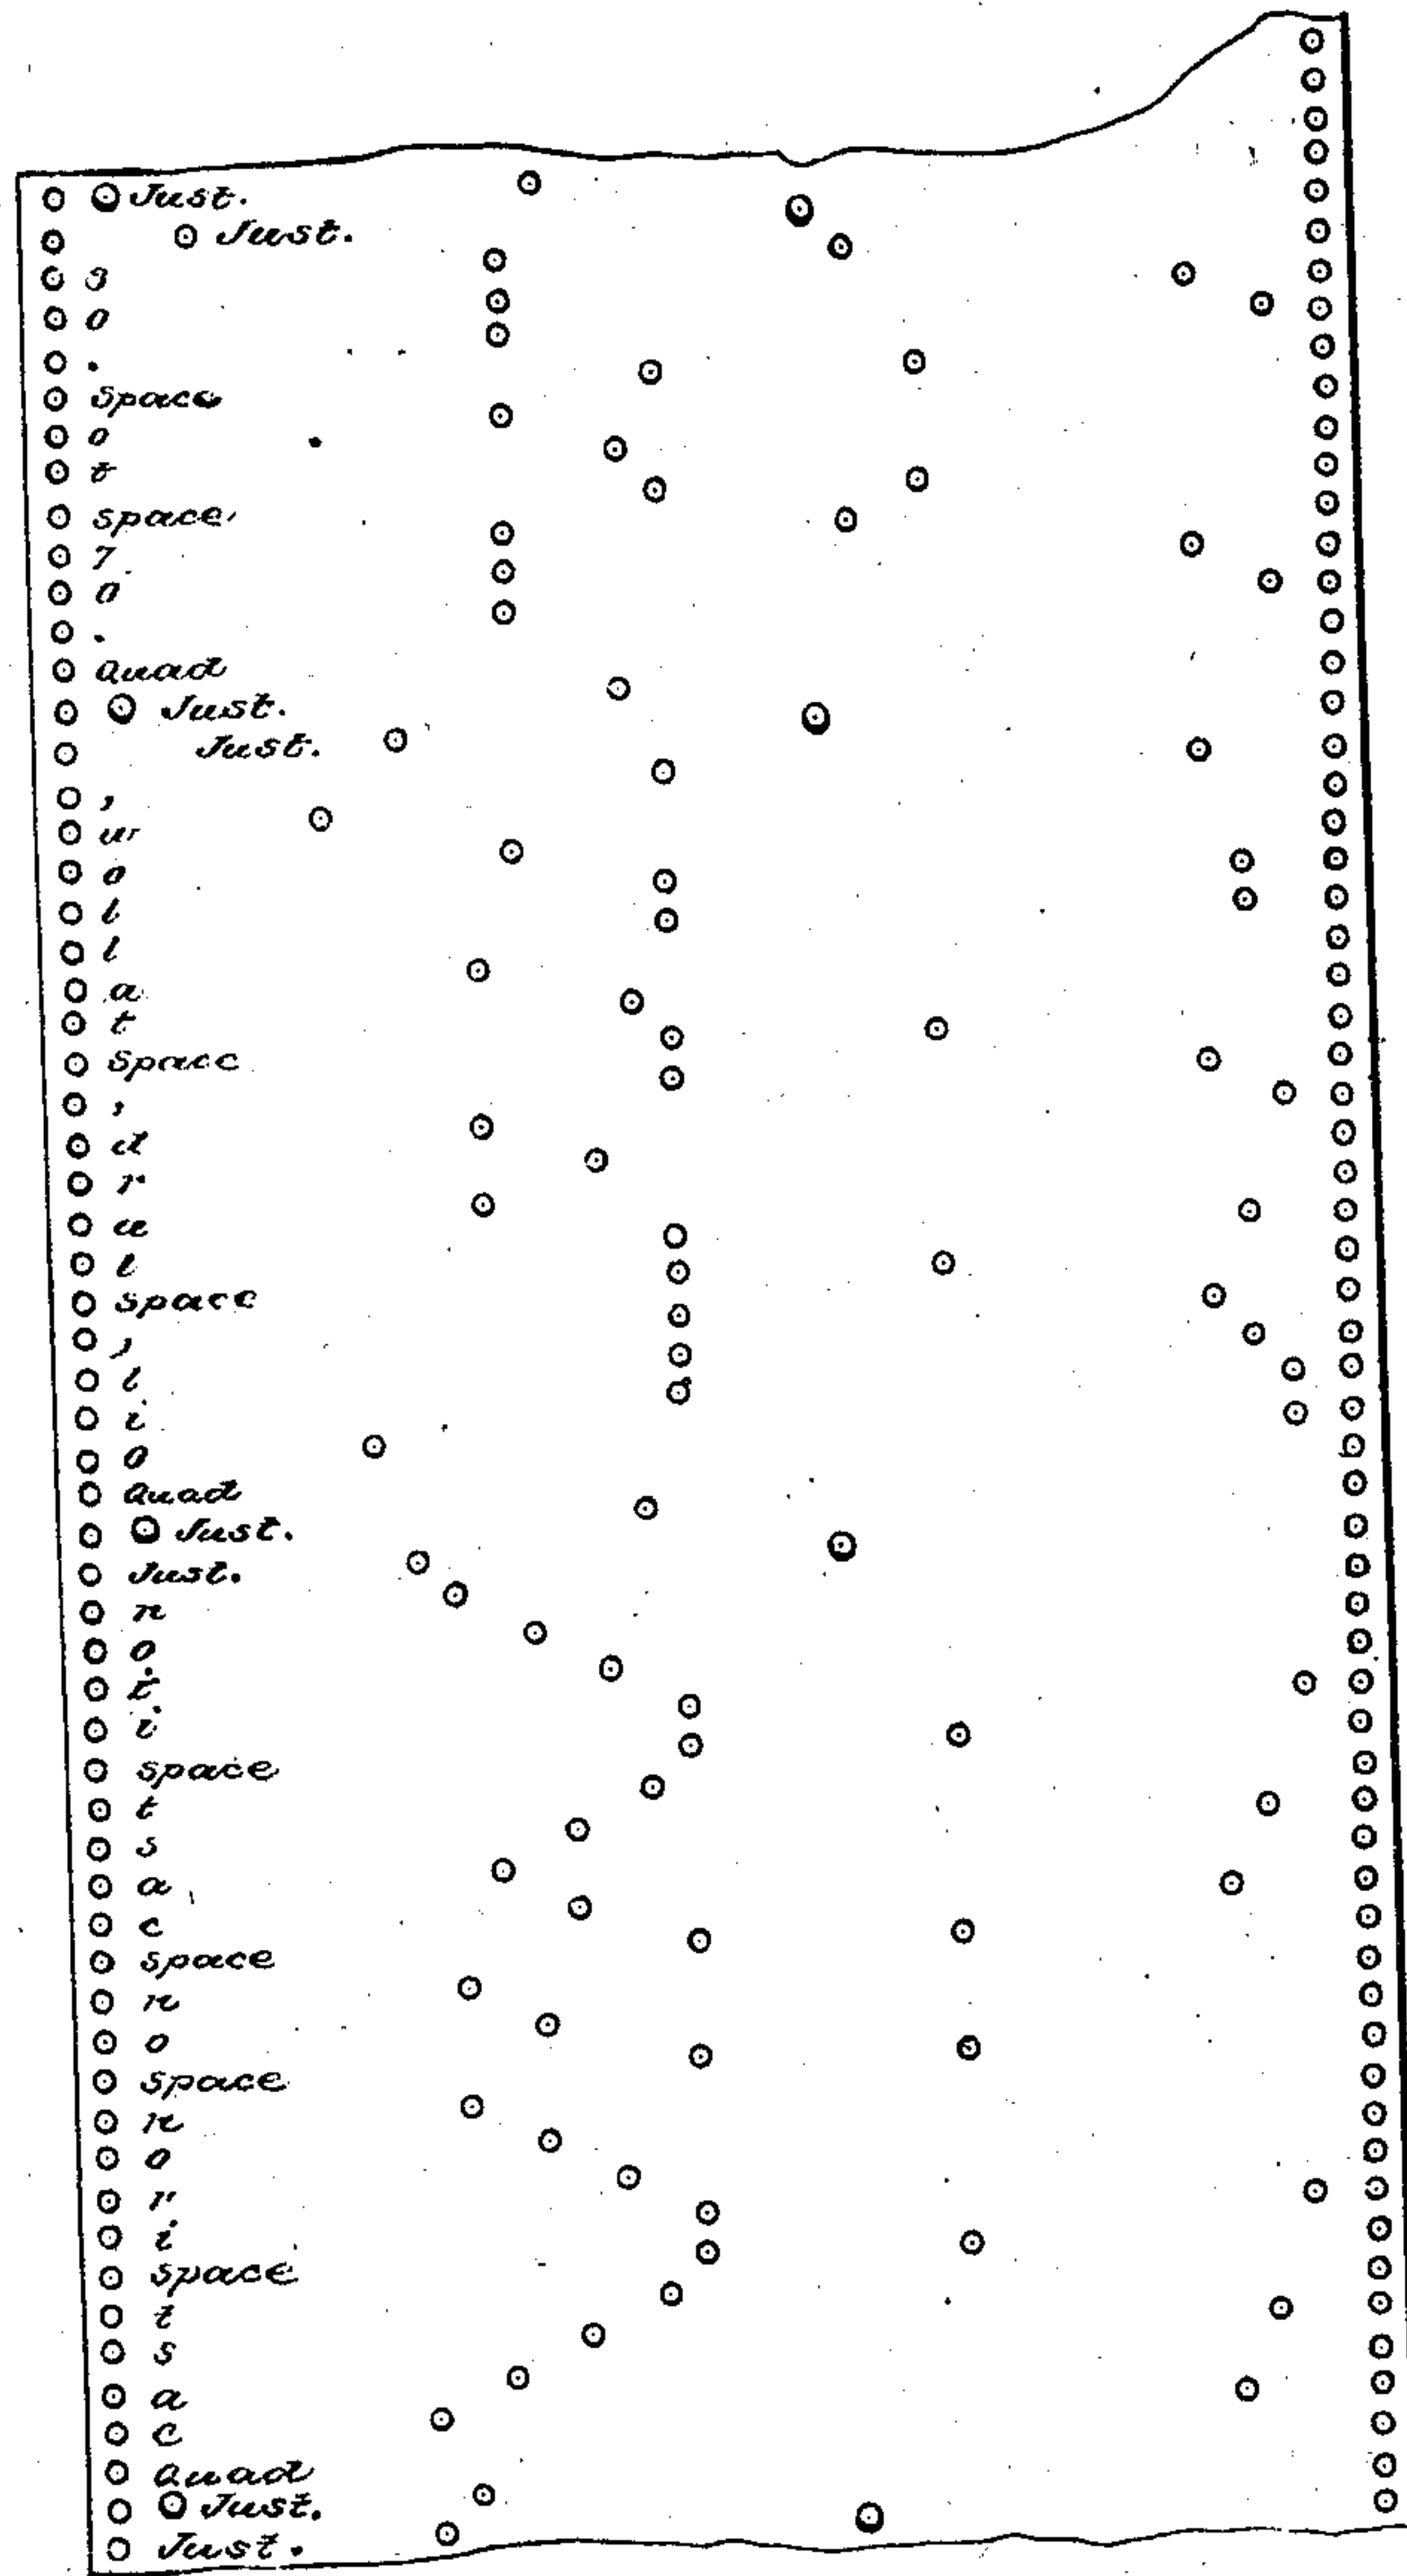 Just.
Just.
9
0
.
Space
o
t
space
7
0
.
Quad
Just.
Just.
,
w
o
l
l
a
t
Space
,
d
r
a
l
space
,
l
i
o
Quad
Just.
Just.
n
o
t
i
space
t
s
a
c
space
n
o
space
n
o
r
i
space
t
s
a
c
Quad
Just.
Just.